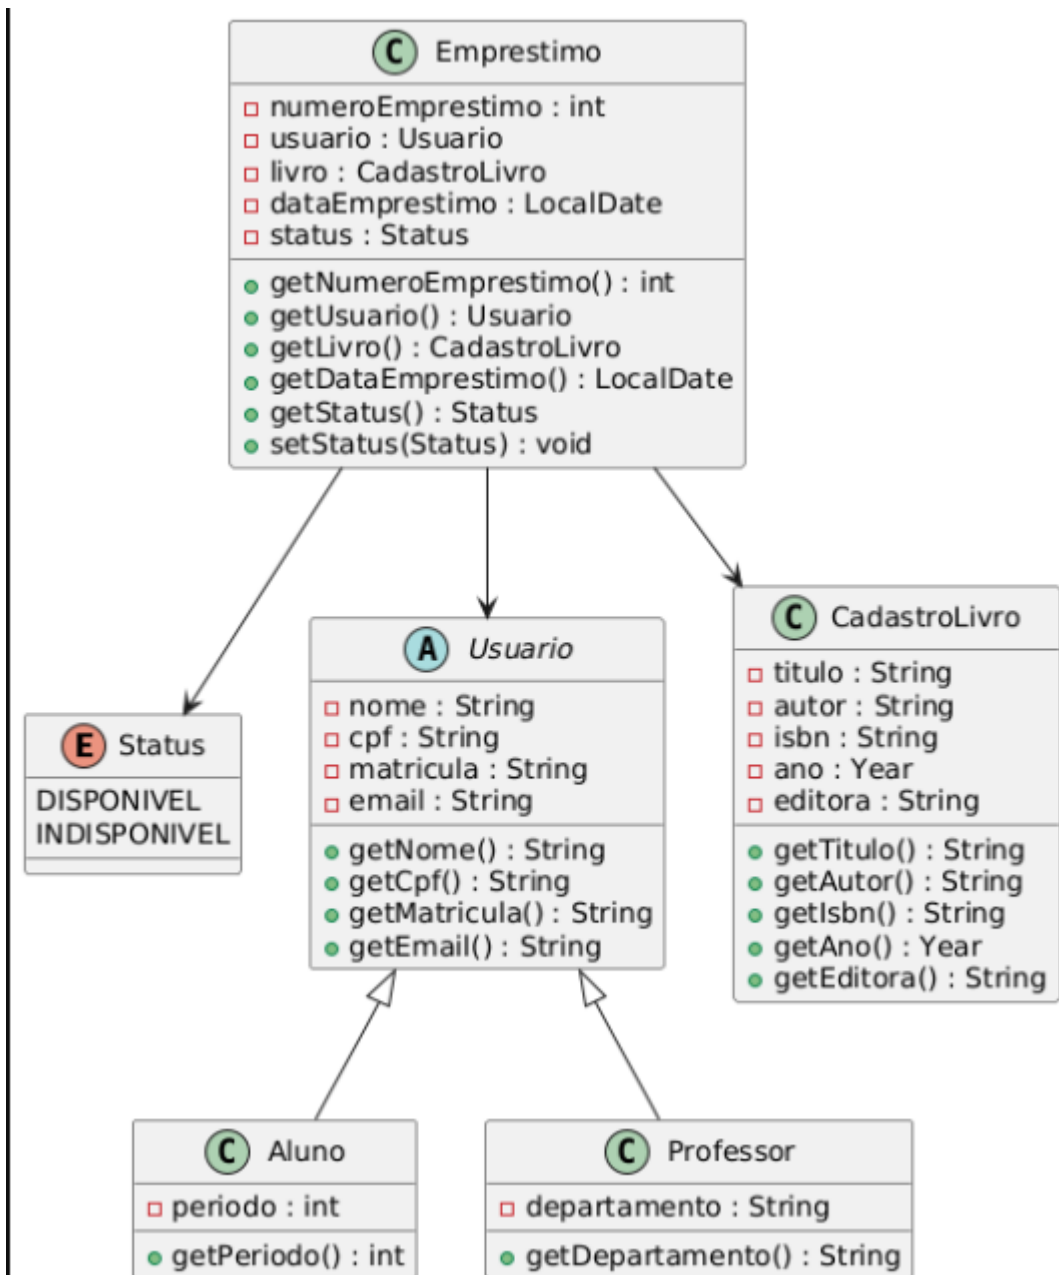 C Emprestimo
numeroEmprestimo : int
usuario : Usuario
livro : CadastroLivro
dataEmprestimo : LocalDate
status : Status
getNumeroEmprestimo() : int
getUsuario() : Usuario
getLivro() : CadastroLivro
getDataEmprestimo() : LocalDate
getStatus() : Status
setStatus(Status) : void
E Status
DISPONIVEL
INDISPONIVEL
A Usuario
nome : String
cpf : String
matricula : String
email : String
getNome() : String
getCpf() : String
getMatricula() : String
getEmail() : String
C CadastroLivro
titulo : String
autor : String
isbn : String
ano : Year
editora : String
getTitulo() : String
getAutor() : String
getIsbn() : String
getAno() : Year
getEditora() : String
C Aluno
periodo : int
getPeriodo() : int
C Professor
departamento : String
getDepartamento() : String